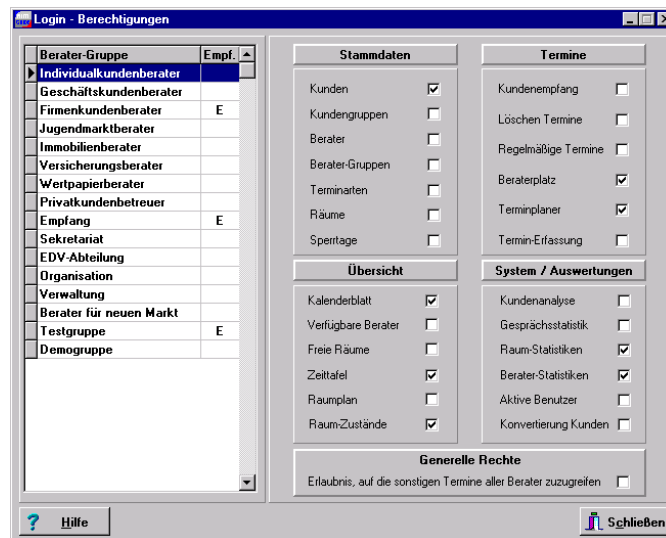 Login - Berechtigungen
Berater-Gruppe Empf.
Individualkundenberater
Geschäftskundenberater
Firmenkundenberater E
Jugendmarktberater
Immobilienberater
Versicherungsberater
Wertpapierberater
Privatkundenbetreuer
Empfang E
Sekretariat
EDV-Abteilung
Organisation
Verwaltung
Berater für neuen Markt
Testgruppe E
Demogruppe
Stammdaten
Kunden
Kundengruppen
Berater
Berater-Gruppen
Terminarten
Räume
Sperrtage
Termine
Kundenempfang
Löschen Termine
Regelmäßige Termine
Beraterplatz
Terminplaner
Termin-Erfassung
Übersicht
Kalenderblatt
Verfügbare Berater
Freie Räume
Zeittafel
Raumplan
Raum-Zustände
System / Auswertungen
Kundenanalyse
Gesprächsstatistik
Raum-Statistiken
Berater-Statistiken
Aktive Benutzer
Konvertierung Kunden
Generelle Rechte
Erlaubnis, auf die sonstigen Termine aller Berater zuzugreifen
? Hilfe
Schließen